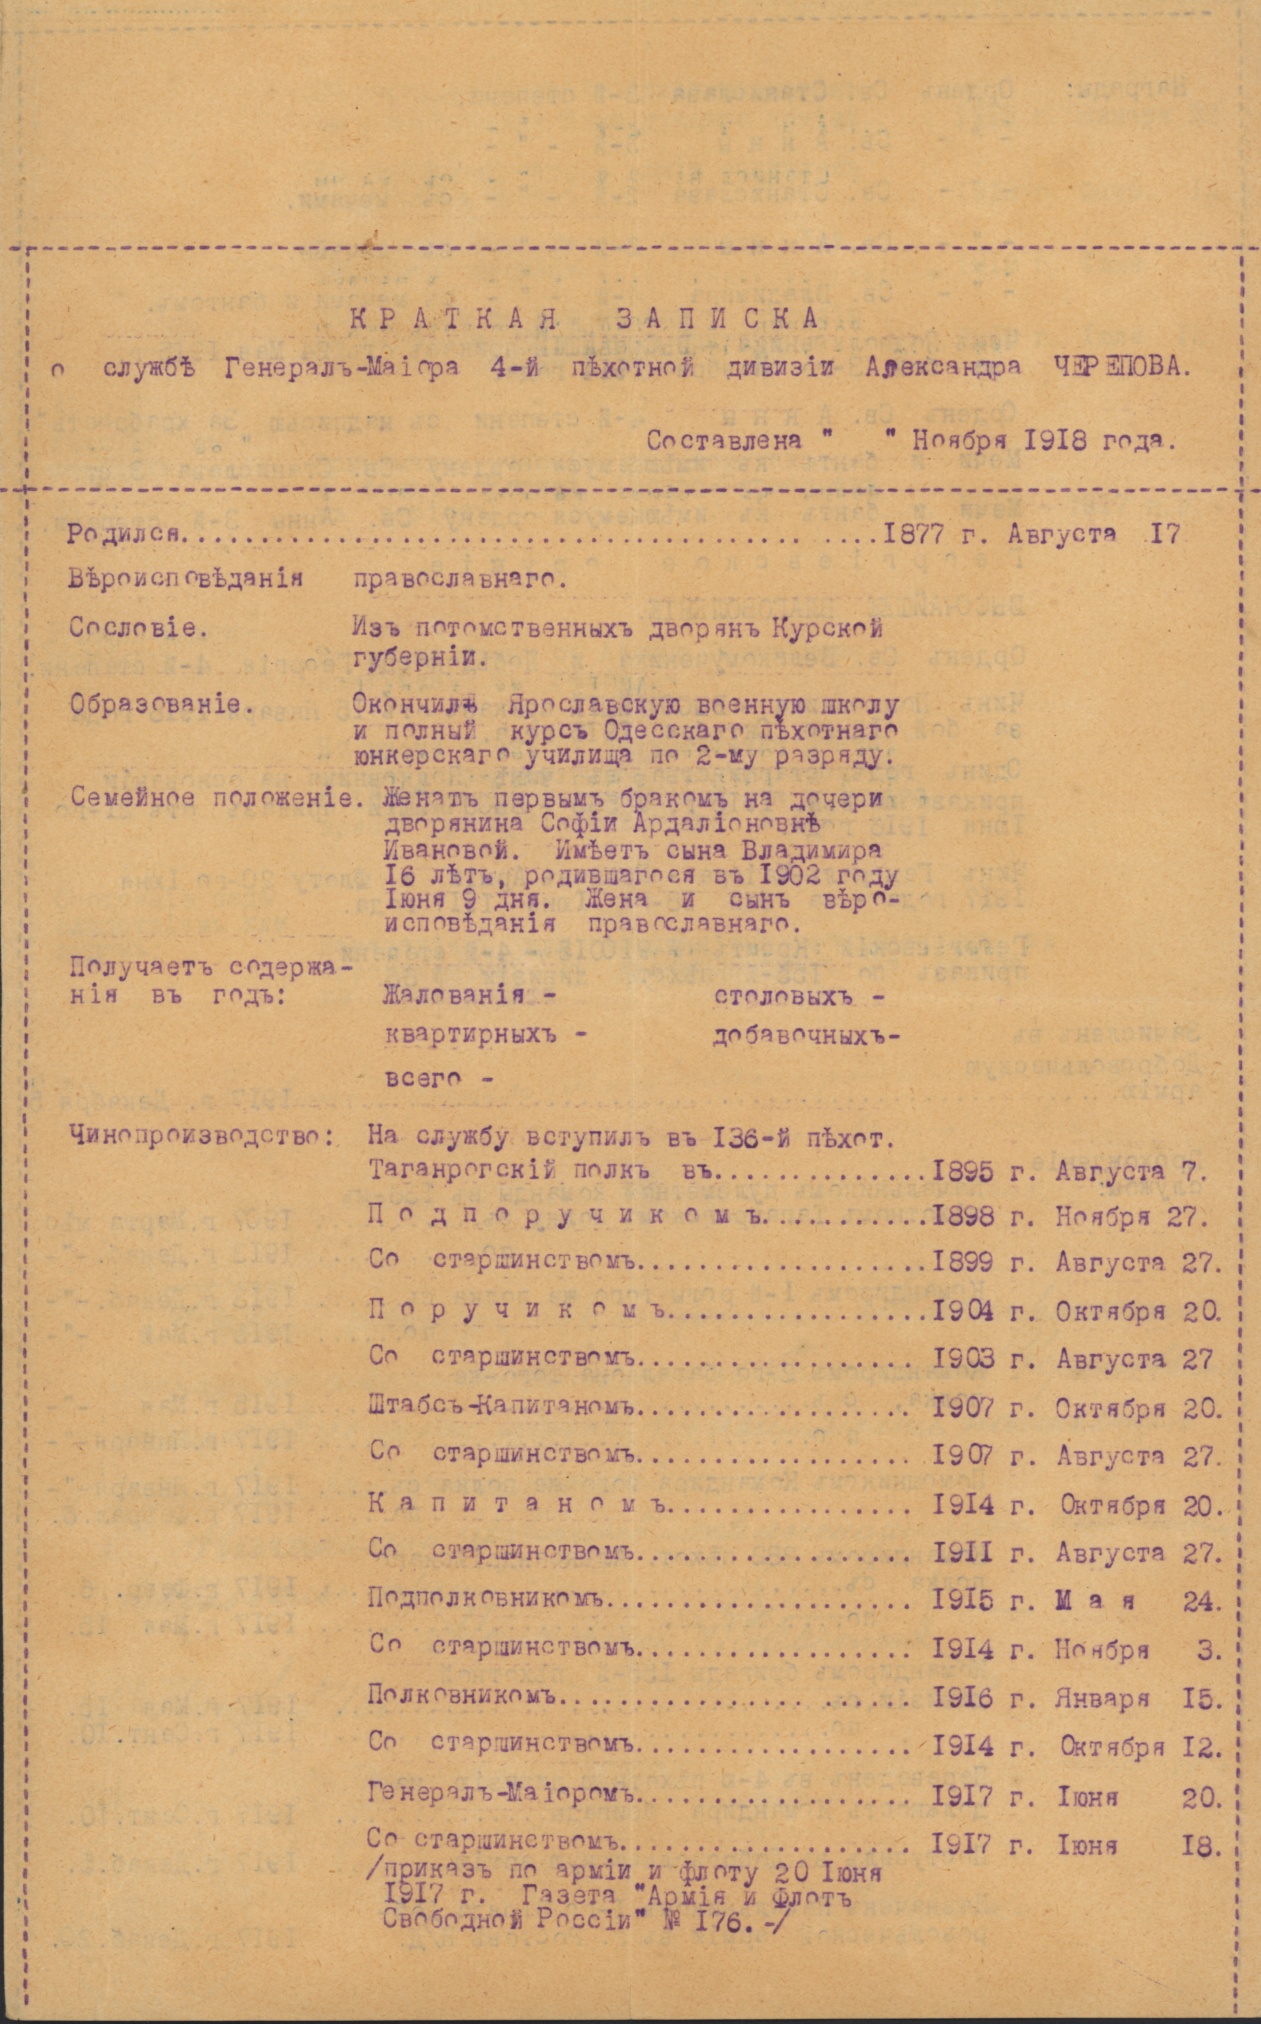 КРАТКАЯ ЗАПИСКА
о службѣ Генералъ-Маіора 4-й пѣхотной дивизіи Александра ЧЕРЕПОВА.
Составлена " " Ноября 1918 года.
Родился..........................................1877 г. Августа 17
Вѣроисповѣданія православнаго.
Сословіе. Изъ потомственныхъ дворянъ Курской
губерніи.
Образованіе. Окончилъ Ярославскую военную школу
и полный курсъ Одесскаго пѣхотнаго
юнкерскаго училища по 2-му разряду.
Семейное положеніе. Женатъ первымъ бракомъ на дочери
дворянина Софіи Ардаліоновнѣ
Ивановой. Имѣетъ сына Владимира
16 лѣтъ, родившагося въ 1902 году
Іюня 9 дня. Жена и сынъ вѣро-
исповѣданія православнаго.
Получаетъ содержа-
нія въ годъ: Жалованія - столовыхъ -
квартирныхъ - добавочныхъ-
всего -
Чинопроизводство: На службу вступилъ въ 136-й пѣхот.
Таганрогскій полкъ въ..............1895 г. Августа 7.
Подпоручикомъ...........1898 г. Ноября 27.
Со старшинствомъ...................1899 г. Августа 27.
Поручикомъ.................1904 г. Октября 20.
Со старшинствомъ.................. 1903 г. Августа 27
Штабсъ-Капитаномъ.................. 1907 г. Октября 20.
Со старшинствомъ.................. 1907 г. Августа 27.
Капитаномъ................ 1914 г. Октября 20.
Со старшинствомъ.................. 1911 г. Августа 27.
Подполковникомъ.................... 1915 г. Мая 24.
Со старшинствомъ.................. 1914 г. Ноября 3.
Полковникомъ....................... 1916 г. Января 15.
Со старшинствомъ.................. 1914 г. Октября 12.
Генералъ-Маіоромъ.................. 1917 г. Іюня 20.
Со старшинствомъ................... 1917 г. Іюня 18.
/приказъ по арміи и флоту 20 Іюня
1917 г. Газета "Армія и Флотъ
Свободной Россіи" № 176.-/